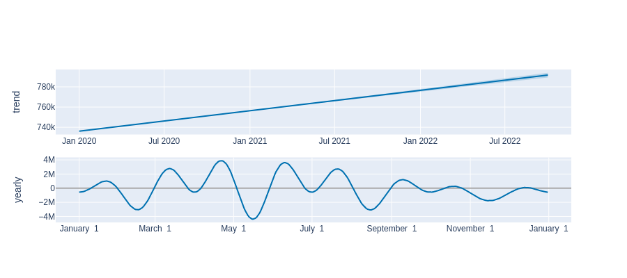 trend
780k
760k
740k
Jan 2020 Jul 2020 Jan 2021 Jul 2021 Jan 2022 Jul 2022
yearly
4M
2M
0
−2M
−4M
January 1 March 1 May 1 July 1 September 1 November 1 January 1